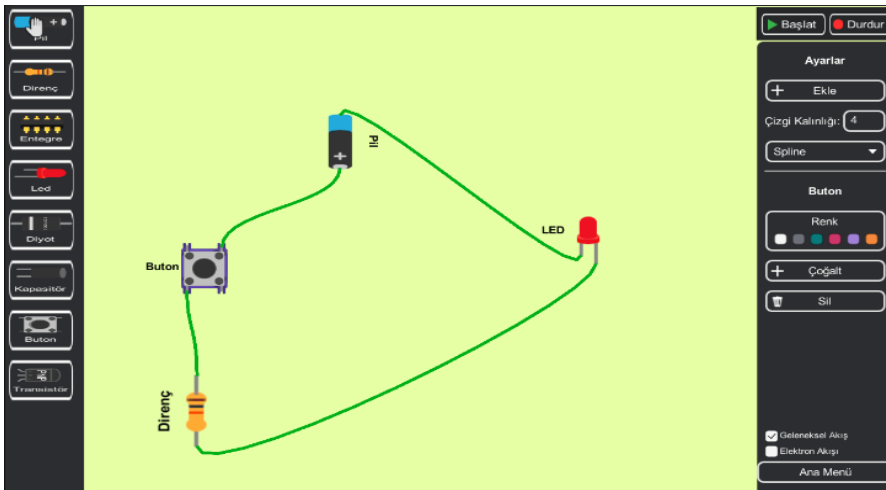 Pil
Direnç
Entegre
Led
Diyot
Kapasitör
Buton
PNP
Transistör
Pil
LED
Buton
Direnç
Başlat
Durdur
Ayarlar
Ekle
Çizgi Kalınlığı: 4
Spline
Buton
Renk
Çoğalt
Sil
Geleneksel Akış
Elektron Akışı
Ana Menü